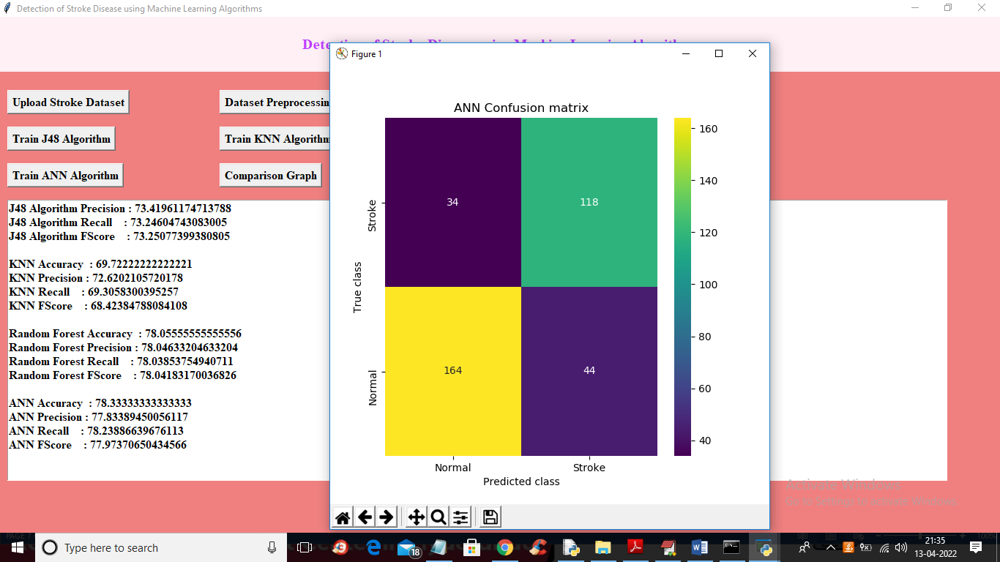 Detection of Stroke Disease using Machine Learning Algorithms
Figure 1
Upload Stroke Dataset
Dataset Preprocessin
Train J48 Algorithm
Train KNN Algorithm
Train ANN Algorithm
Comparison Graph
J48 Algorithm Precision : 73.41961174713788
J48 Algorithm Recall : 73.24604743083005
J48 Algorithm FScore : 73.25077399380805
KNN Accuracy : 69.72222222222221
KNN Precision : 72.6202105720178
KNN Recall : 69.3058300395257
KNN FScore : 68.42384788084108
Random Forest Accuracy : 78.05555555555556
Random Forest Precision : 78.04633204633204
Random Forest Recall : 78.03853754940711
Random Forest FScore : 78.04183170036826
ANN Accuracy : 78.33333333333333
ANN Precision : 77.83389450056117
ANN Recall : 78.23886639676113
ANN FScore : 77.97370650434566
ANN Confusion matrix
True class
Stroke
Normal
34
118
164
44
Normal
Stroke
Predicted class
160
140
120
100
80
60
40
Activate Windows
Go to Settings to activate Windows.
100%
Type here to search
18
21:35
13-04-2022